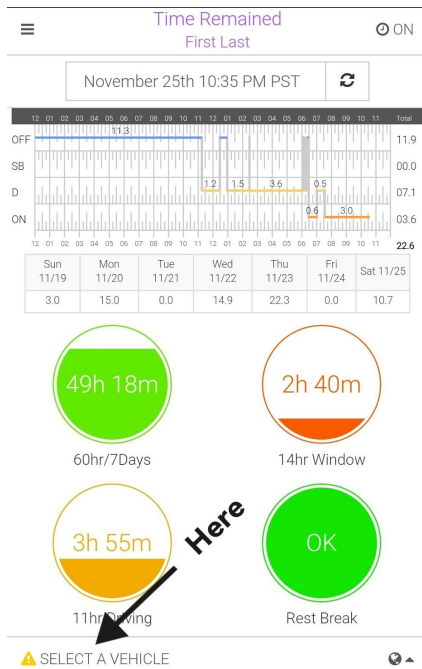 Time Remained
First Last
ON
November 25th 10:35 PM PST
12 01 02 03 04 05 06 07 08 09 10 11 12 01 02 03 04 05 06 07 08 09 10 11 Total
OFF 11.3 11.9
SB 00.0
D 1.2 1.5 3.6 0.5 07.1
ON 0.6 3.0 03.6
12 01 02 03 04 05 06 07 08 09 10 11 12 01 02 03 04 05 06 07 08 09 10 11 22.6
Sun Mon Tue Wed Thu Fri Sat 11/25
11/19 11/20 11/21 11/22 11/23 11/24
3.0 15.0 0.0 14.9 22.3 0.0 10.7
49h 18m 2h 40m
60hr/7Days 14hr Window
Here
3h 55m OK
11hr Driving Rest Break
SELECT A VEHICLE